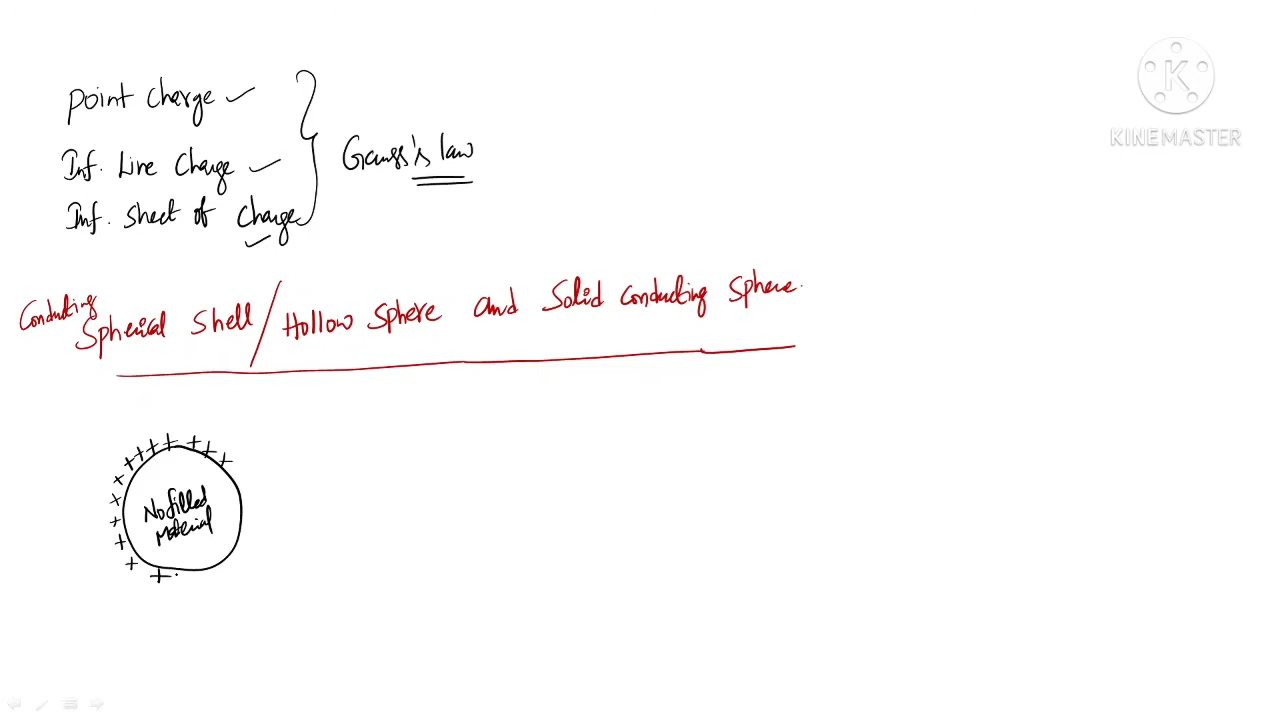 Point Charge
Inf. Line Charge
Inf. Sheet of Charge
Gauss's law
KINEMASTER
Conducting
Spherical Shell / Hollow Sphere and Solid Conducting Sphere.
No filled
Material